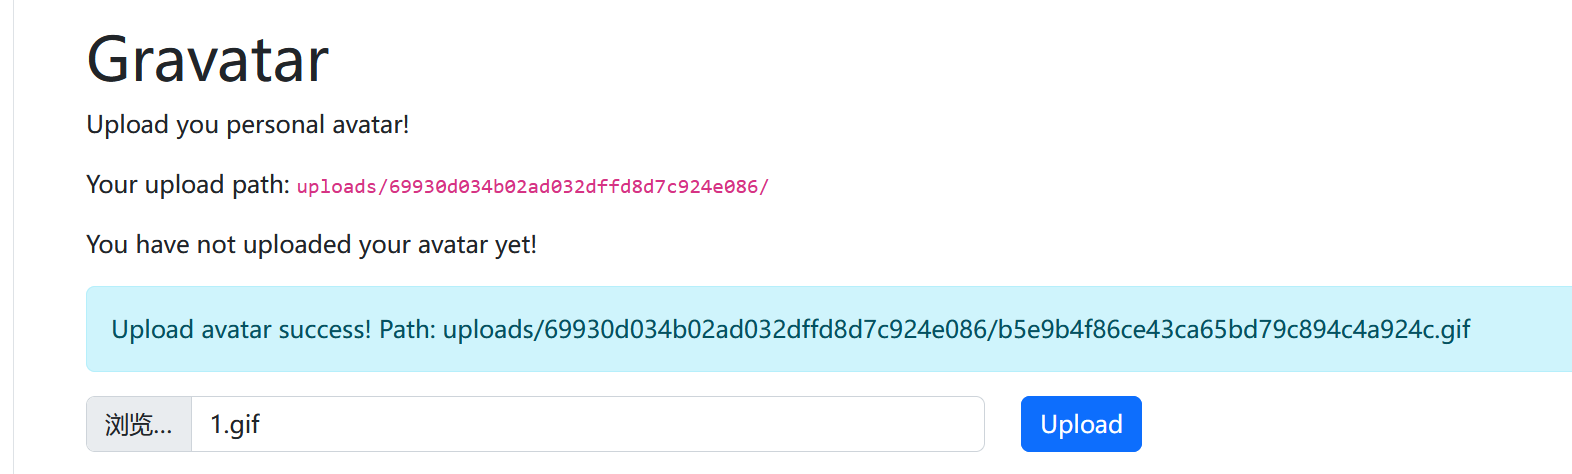 Gravatar
Upload you personal avatar!
Your upload path: uploads/69930d034b02ad032dffd8d7c924e086/
You have not uploaded your avatar yet!
Upload avatar success! Path: uploads/69930d034b02ad032dffd8d7c924e086/b5e9b4f86ce43ca65bd79c894c4a924c.gif
浏览... 1.gif Upload